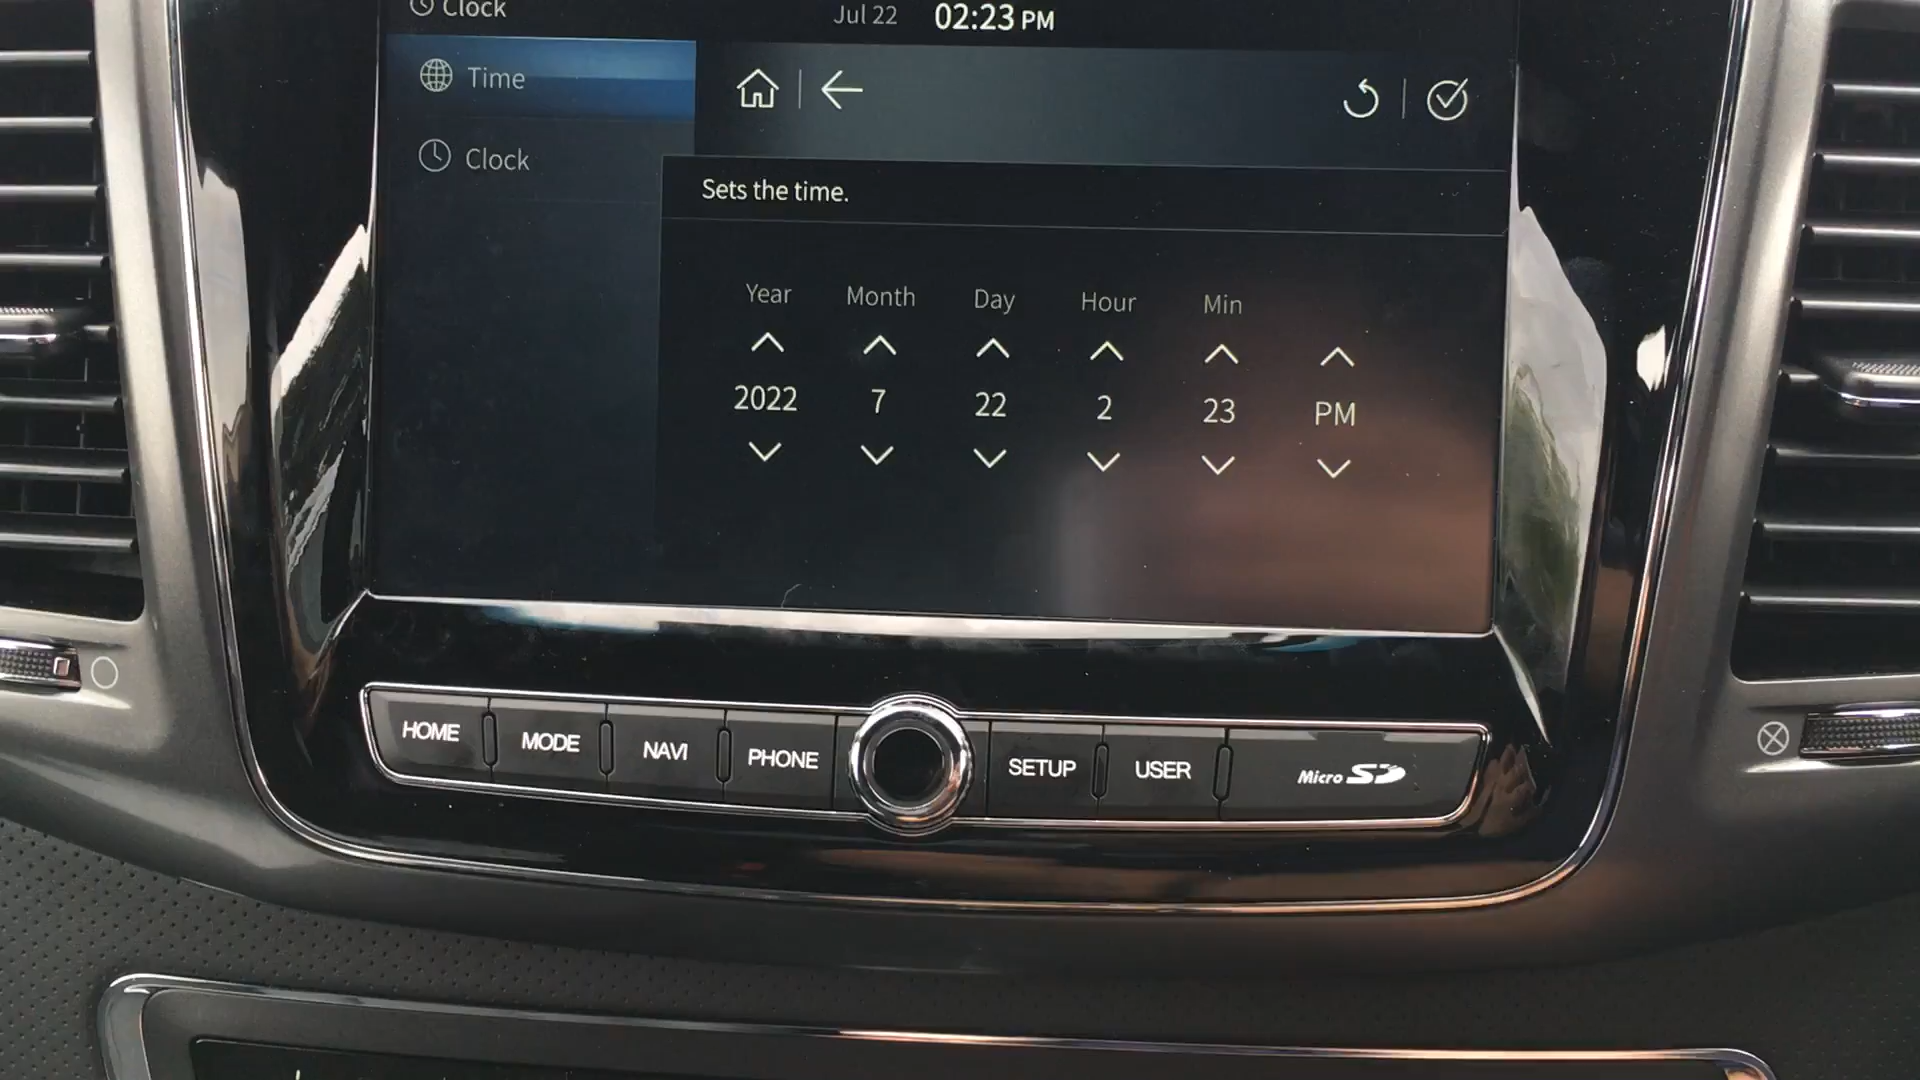 Clock
Jul 22 02:23 PM
Time
Clock
Sets the time.
Year Month Day Hour Min
2022 7 22 2 23 PM
HOME MODE NAVI PHONE SETUP USER Micro SD